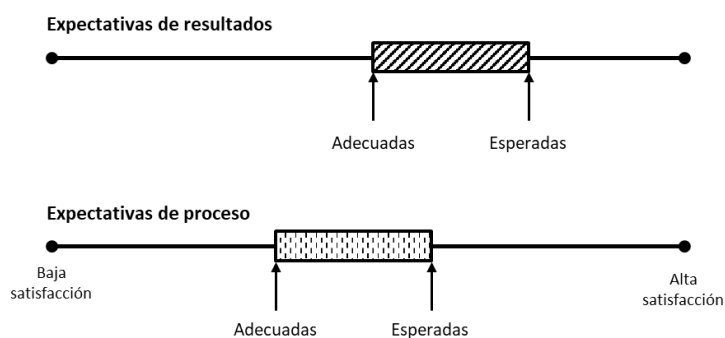 Expectativas de resultados
Adecuadas
Esperadas
Expectativas de proceso
Baja
satisfacción
Alta
satisfacción
Adecuadas
Esperadas